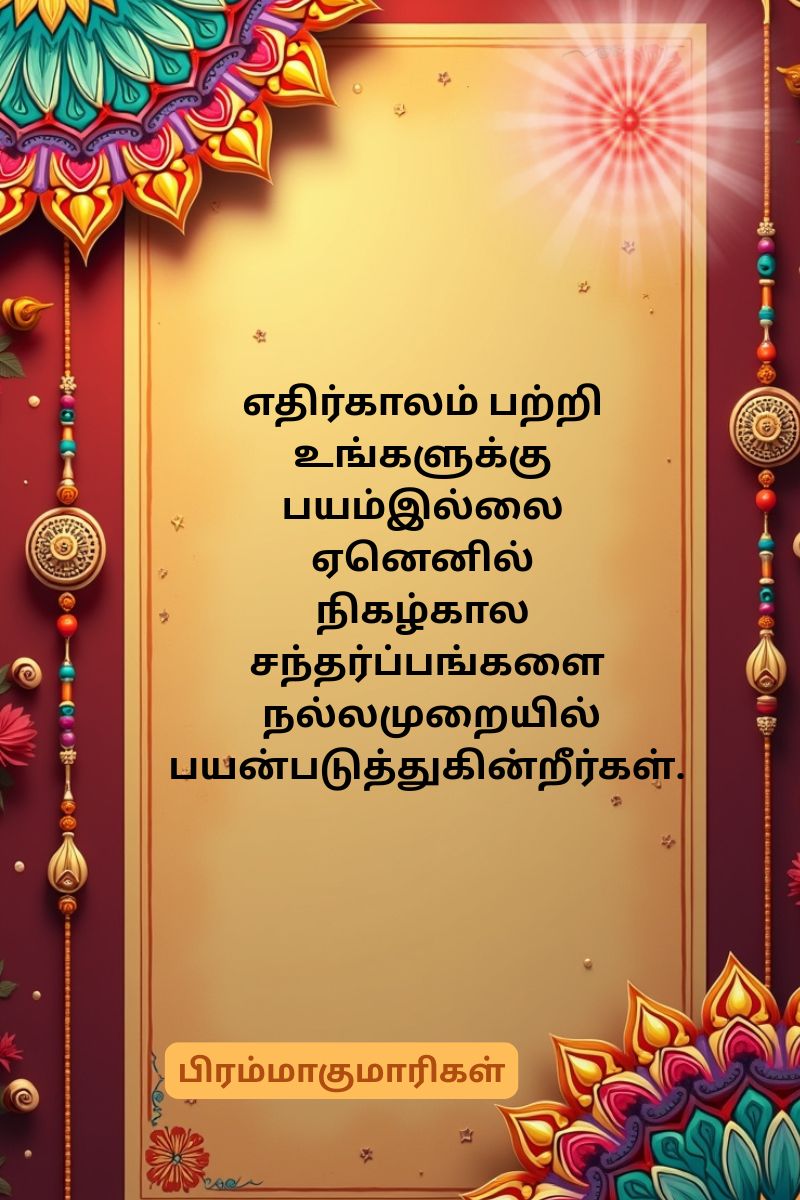 எதிர்காலம் பற்றி
உங்களுக்கு
பயம்இல்லை
ஏனெனில்
நிகழ்கால
சந்தர்ப்பங்களை
நல்லமுறையில்
பயன்படுத்துகின்றீர்கள்.
பிரம்மாகுமாரிகள்